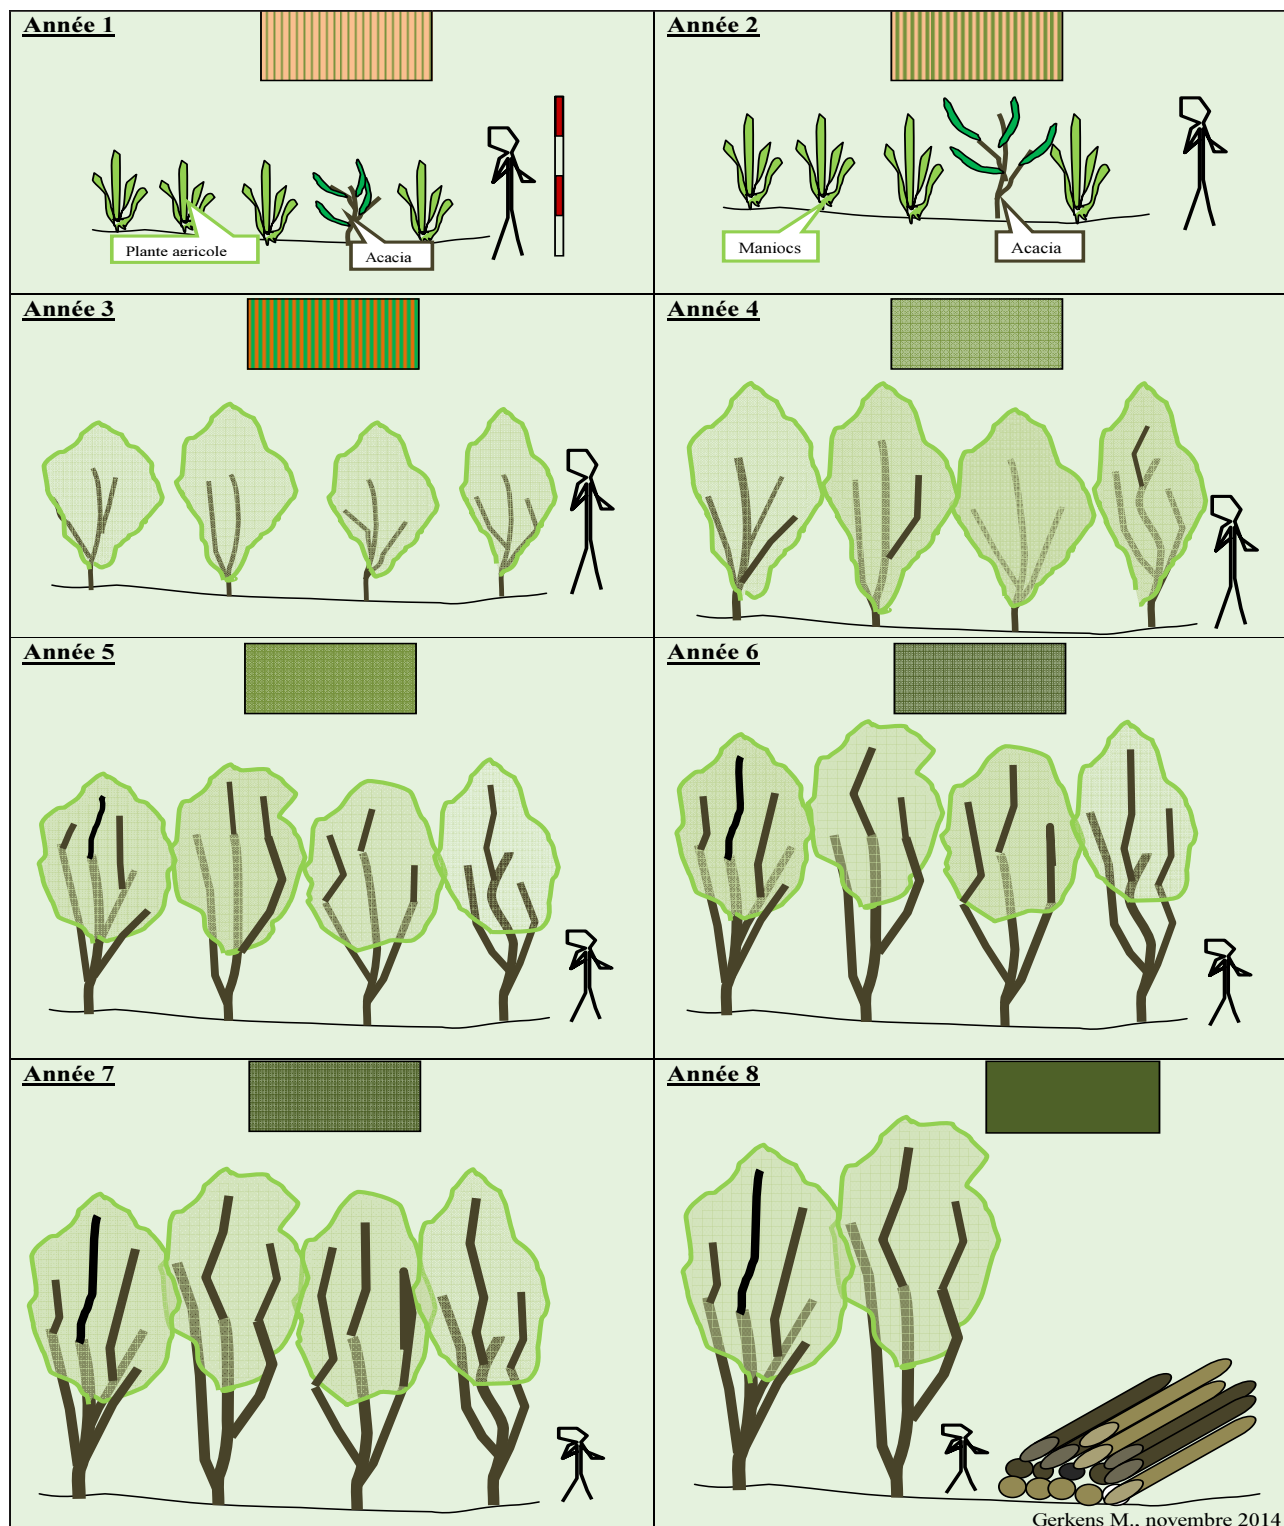 Année 1
Année 2
Plante agricole
Acacia
Maniocs
Acacia
Année 3
Année 4
Année 5
Année 6
Année 7
Année 8
Gerkens M., novembre 2014